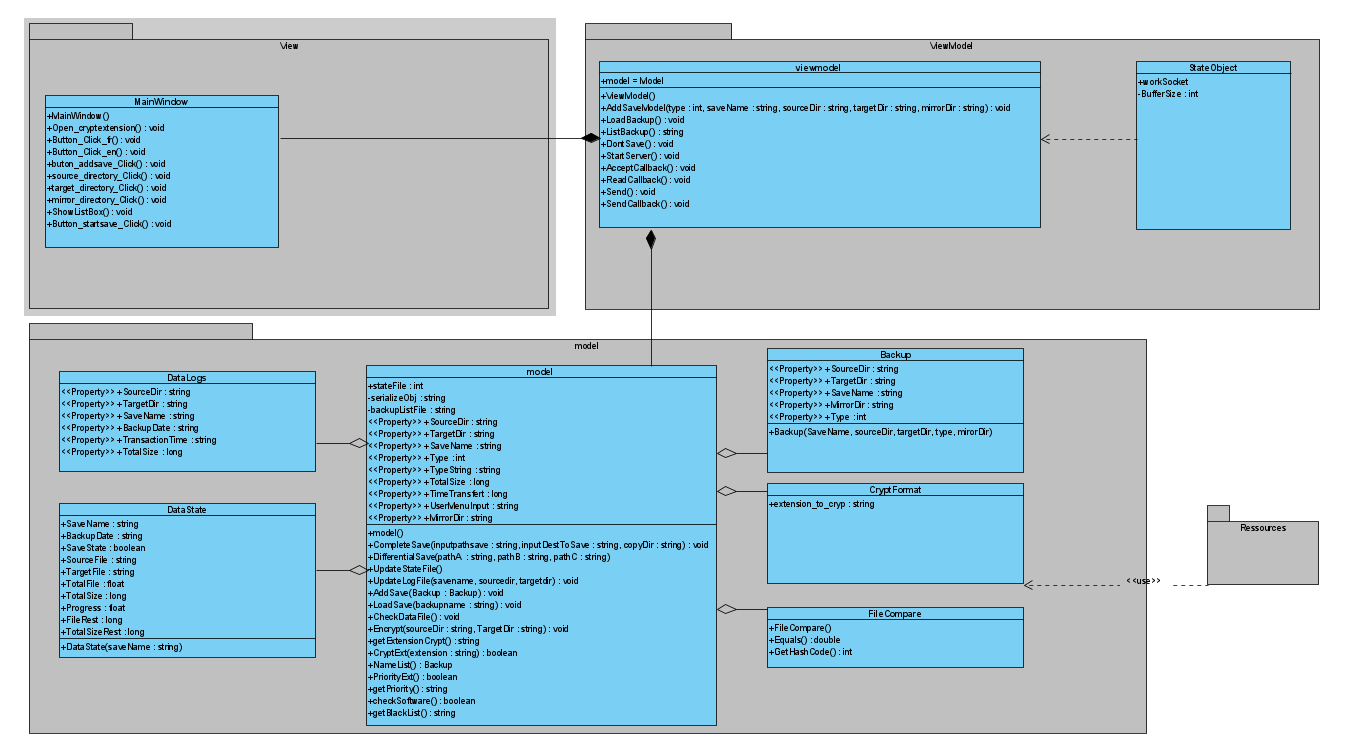 View
MainWindow
+MainWindow()
+Open_cryptextension() : void
+Button_Click_fr() : void
+Button_Click_en() : void
+buton_addsave_Click() : void
+source_directory_Click() : void
+target_directory_Click() : void
+mirror_directory_Click() : void
+ShowListBox() : void
+Button_startsave_Click() : void
ViewModel
viewmodel
+model = Model
+ViewModel()
+AddSaveModel(type : int, saveName : string, sourceDir : string, targetDir : string, mirrorDir : string) : void
+LoadBackup() : void
+ListBackup() : string
+DontSave() : void
+StartServer() : void
+AcceptCallback() : void
+ReadCallback() : void
+Send() : void
+SendCallback() : void
StateObject
+workSocket
-BufferSize : int
model
DataLogs
<<Property>> +SourceDir : string
<<Property>> +TargetDir : string
<<Property>> +SaveName : string
<<Property>> +BackupDate : string
<<Property>> +TransactionTime : string
<<Property>> +TotalSize : long
DataState
+SaveName : string
+BackupDate : string
+SaveState : boolean
+SourceFile : string
+TargetFile : string
+TotalFile : float
+TotalSize : long
+Progress : float
+FileRest : long
+TotalSizeRest : long
+DataState(saveName : string)
model
+stateFile : int
-serializeObj : string
-backupListFile : string
<<Property>> +SourceDir : string
<<Property>> +TargetDir : string
<<Property>> +SaveName : string
<<Property>> +Type : int
<<Property>> +TypeString : string
<<Property>> +TotalSize : long
<<Property>> +TimeTransfert : long
<<Property>> +UserMenuInput : string
<<Property>> +MirrorDir : string
+model()
+CompleteSave(inputpathsave : string, inputDestToSave : string, copyDir : string) : void
+DifferentialSave(pathA : string, pathB : string, pathC : string)
+UpdateStateFile()
+UpdateLogFile(savename, sourcedir, targetdir) : void
+AddSave(Backup : Backup) : void
+LoadSave(backupname : string) : void
+CheckDataFile() : void
+Encrypt(sourceDir : string, TargetDir : string) : void
+getExtensionCrypt() : string
+CryptExt(extension : string) : boolean
+NameList() : Backup
+PriorityExt() : boolean
+getPriority() : string
+checkSoftware() : boolean
+getBlackList() : string
Backup
<<Property>> +SourceDir : string
<<Property>> +TargetDir : string
<<Property>> +SaveName : string
<<Property>> +MirrorDir : string
<<Property>> +Type : int
+Backup(SaveName, sourceDir, targetDir, type, mirorDir)
CryptFormat
+extension_to_cryp : string
FileCompare
+FileCompare()
+Equals() : double
+GetHashCode() : int
Ressources
<<use>>